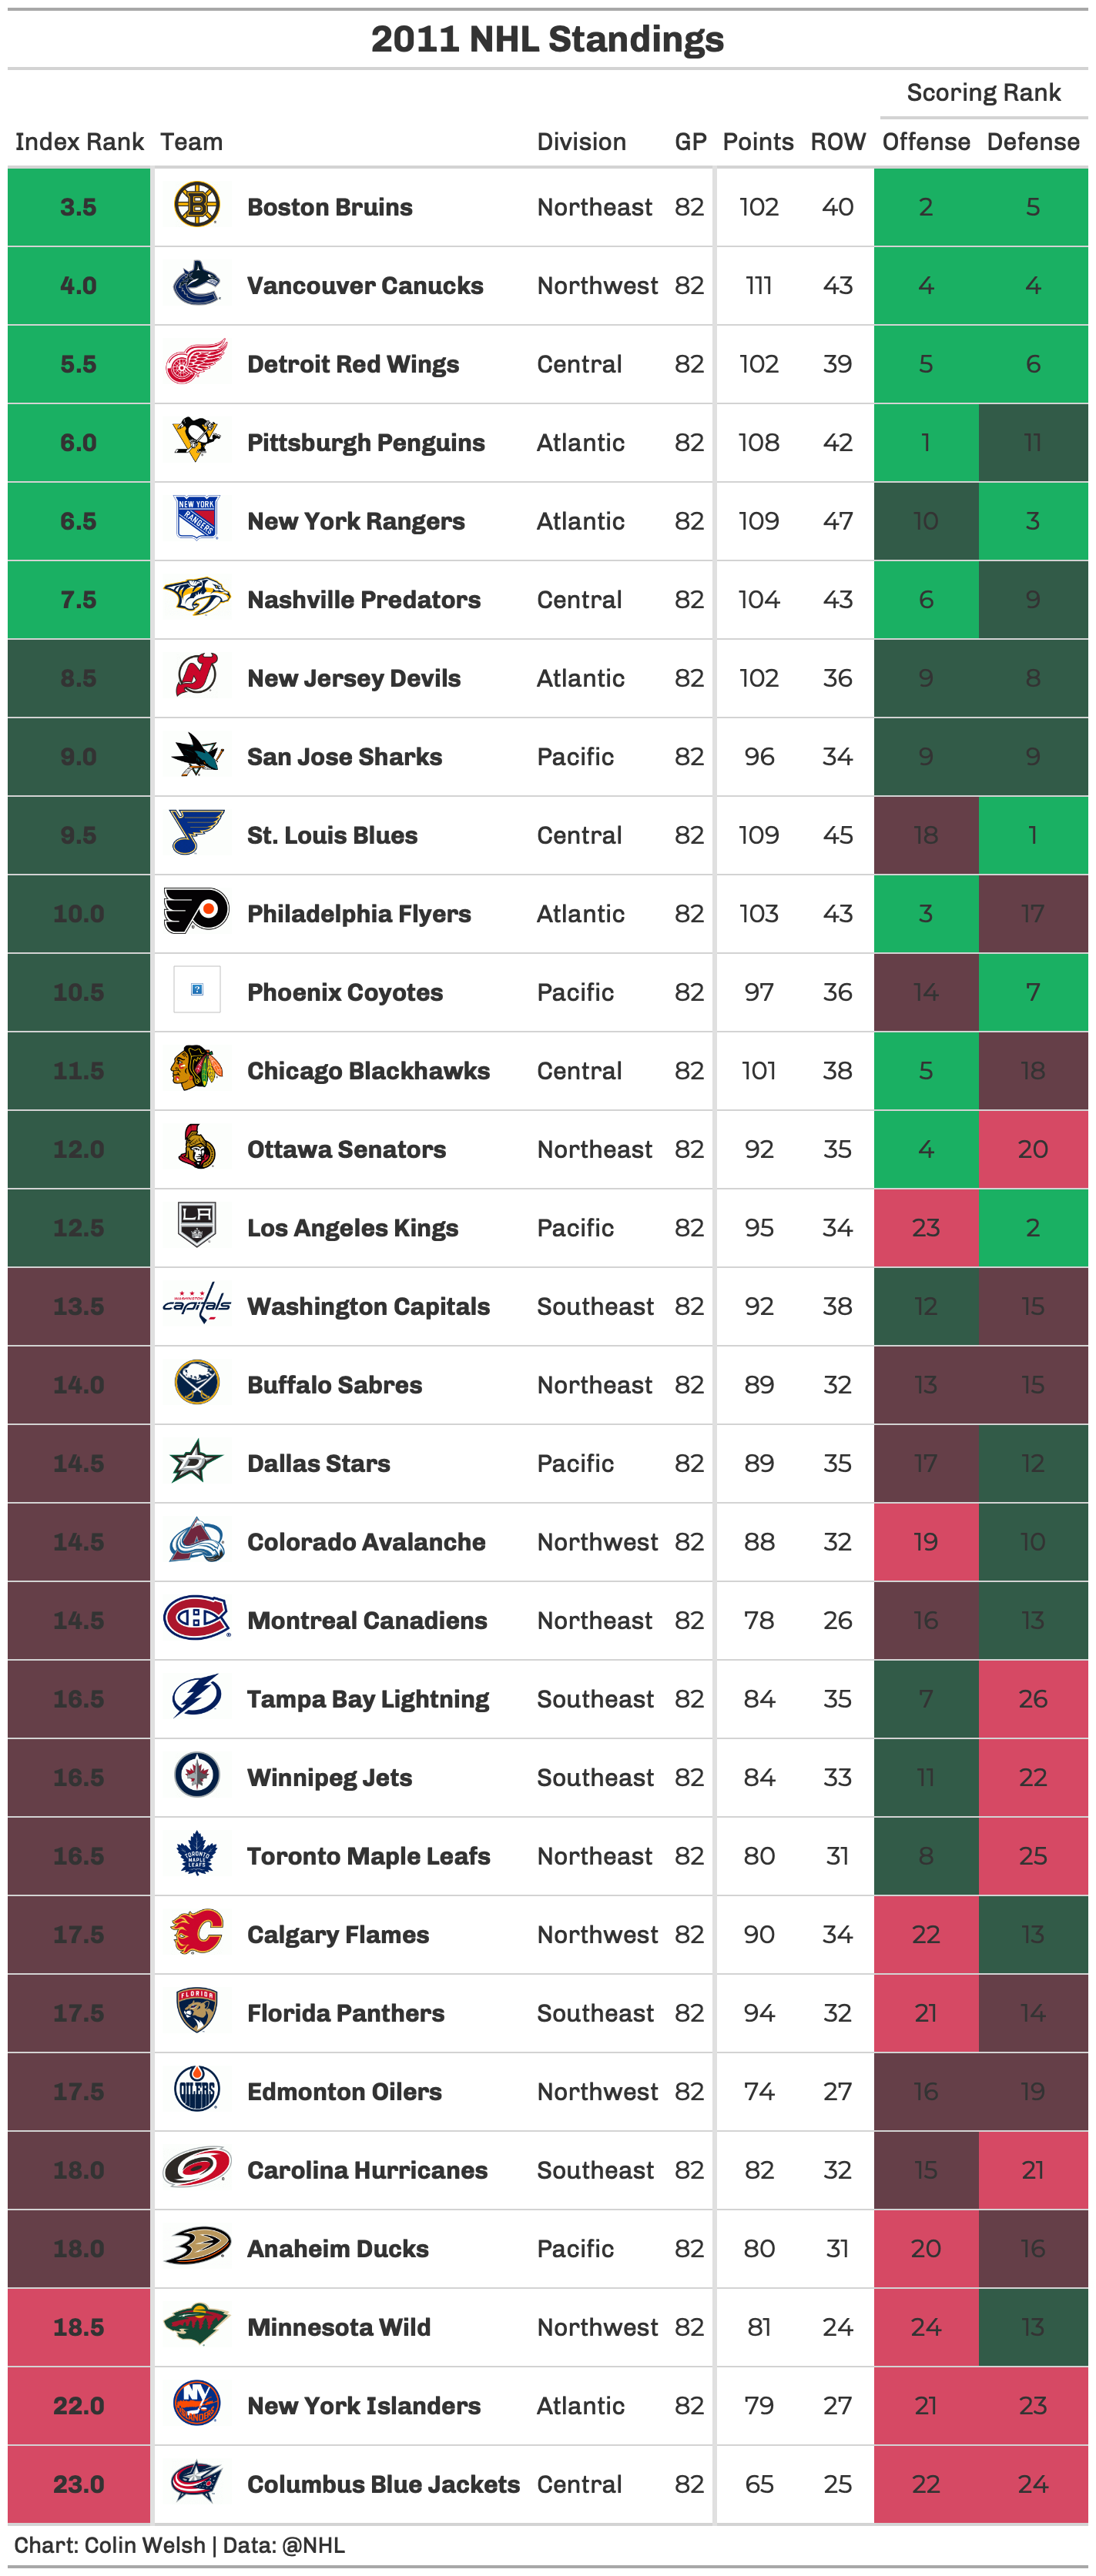 2011 NHL Standings
Scoring Rank
Index Rank Team Division GP Points ROW Offense Defense
3.5 Boston Bruins Northeast 82 102 40 2 5
4.0 Vancouver Canucks Northwest 82 111 43 4 4
5.5 Detroit Red Wings Central 82 102 39 5 6
6.0 Pittsburgh Penguins Atlantic 82 108 42 1 11
6.5 NEW YORK RANGERS New York Rangers Atlantic 82 109 47 10 3
7.5 Nashville Predators Central 82 104 43 6 9
8.5 New Jersey Devils Atlantic 82 102 36 9 8
9.0 San Jose Sharks Pacific 82 96 34 9 9
9.5 St. Louis Blues Central 82 109 45 18 1
10.0 Philadelphia Flyers Atlantic 82 103 43 3 17
10.5 Phoenix Coyotes Pacific 82 97 36 14 7
11.5 Chicago Blackhawks Central 82 101 38 5 18
12.0 Ottawa Senators Northeast 82 92 35 4 20
12.5 LA Los Angeles Kings Pacific 82 95 34 23 2
13.5 capitals Washington Capitals Southeast 82 92 38 12 15
14.0 Buffalo Sabres Northeast 82 89 32 13 15
14.5 Dallas Stars Pacific 82 89 35 17 12
14.5 Colorado Avalanche Northwest 82 88 32 19 10
14.5 Montreal Canadiens Northeast 82 78 26 16 13
16.5 Tampa Bay Lightning Southeast 82 84 35 7 26
16.5 Winnipeg Jets Southeast 82 84 33 11 22
16.5 TORONTO MAPLE LEAFS Toronto Maple Leafs Northeast 82 80 31 8 25
17.5 Calgary Flames Northwest 82 90 34 22 13
17.5 FLORIDA Florida Panthers Southeast 82 94 32 21 14
17.5 OILERS Edmonton Oilers Northwest 82 74 27 16 19
18.0 Carolina Hurricanes Southeast 82 82 32 15 21
18.0 Anaheim Ducks Pacific 82 80 31 20 16
18.5 Minnesota Wild Northwest 82 81 24 24 13
22.0 NY New York Islanders Atlantic 82 79 27 21 23
23.0 Columbus Blue Jackets Central 82 65 25 22 24
Chart: Colin Welsh | Data: @NHL